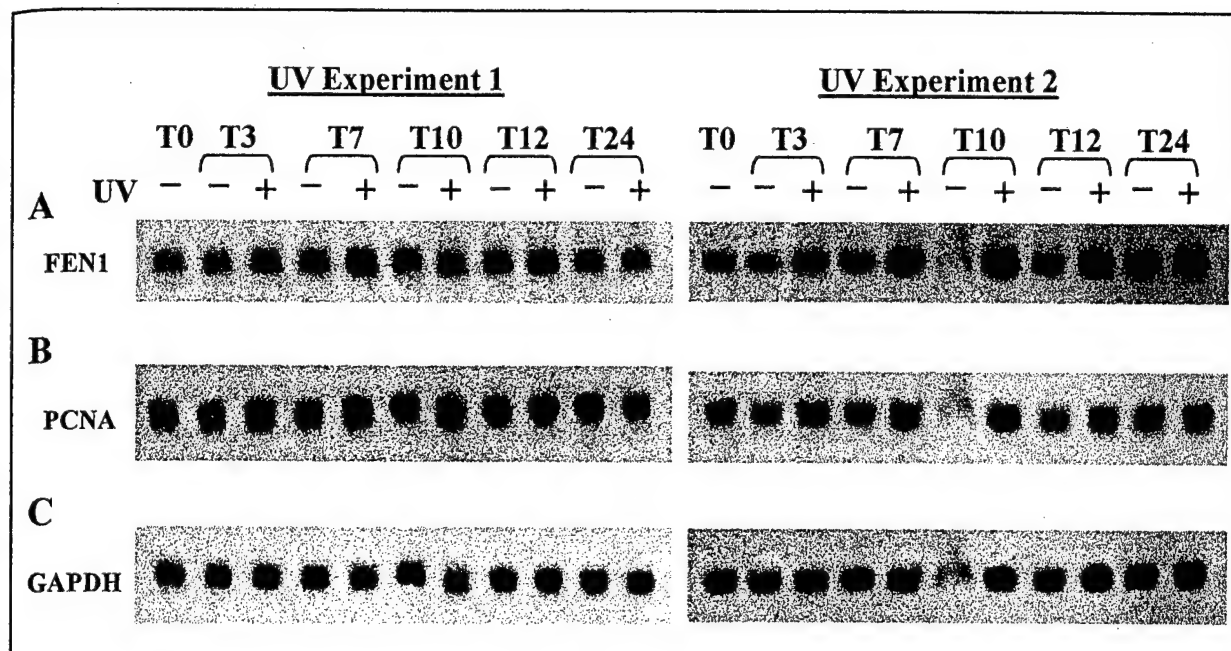 UV Experiment 1
UV Experiment 2
T0 T3 T7 T10 T12 T24
T0 T3 T7 T10 T12 T24
UV − − + − + − + − + − +
− − + − + − + − + − +
A
FEN1
B
PCNA
C
GAPDH